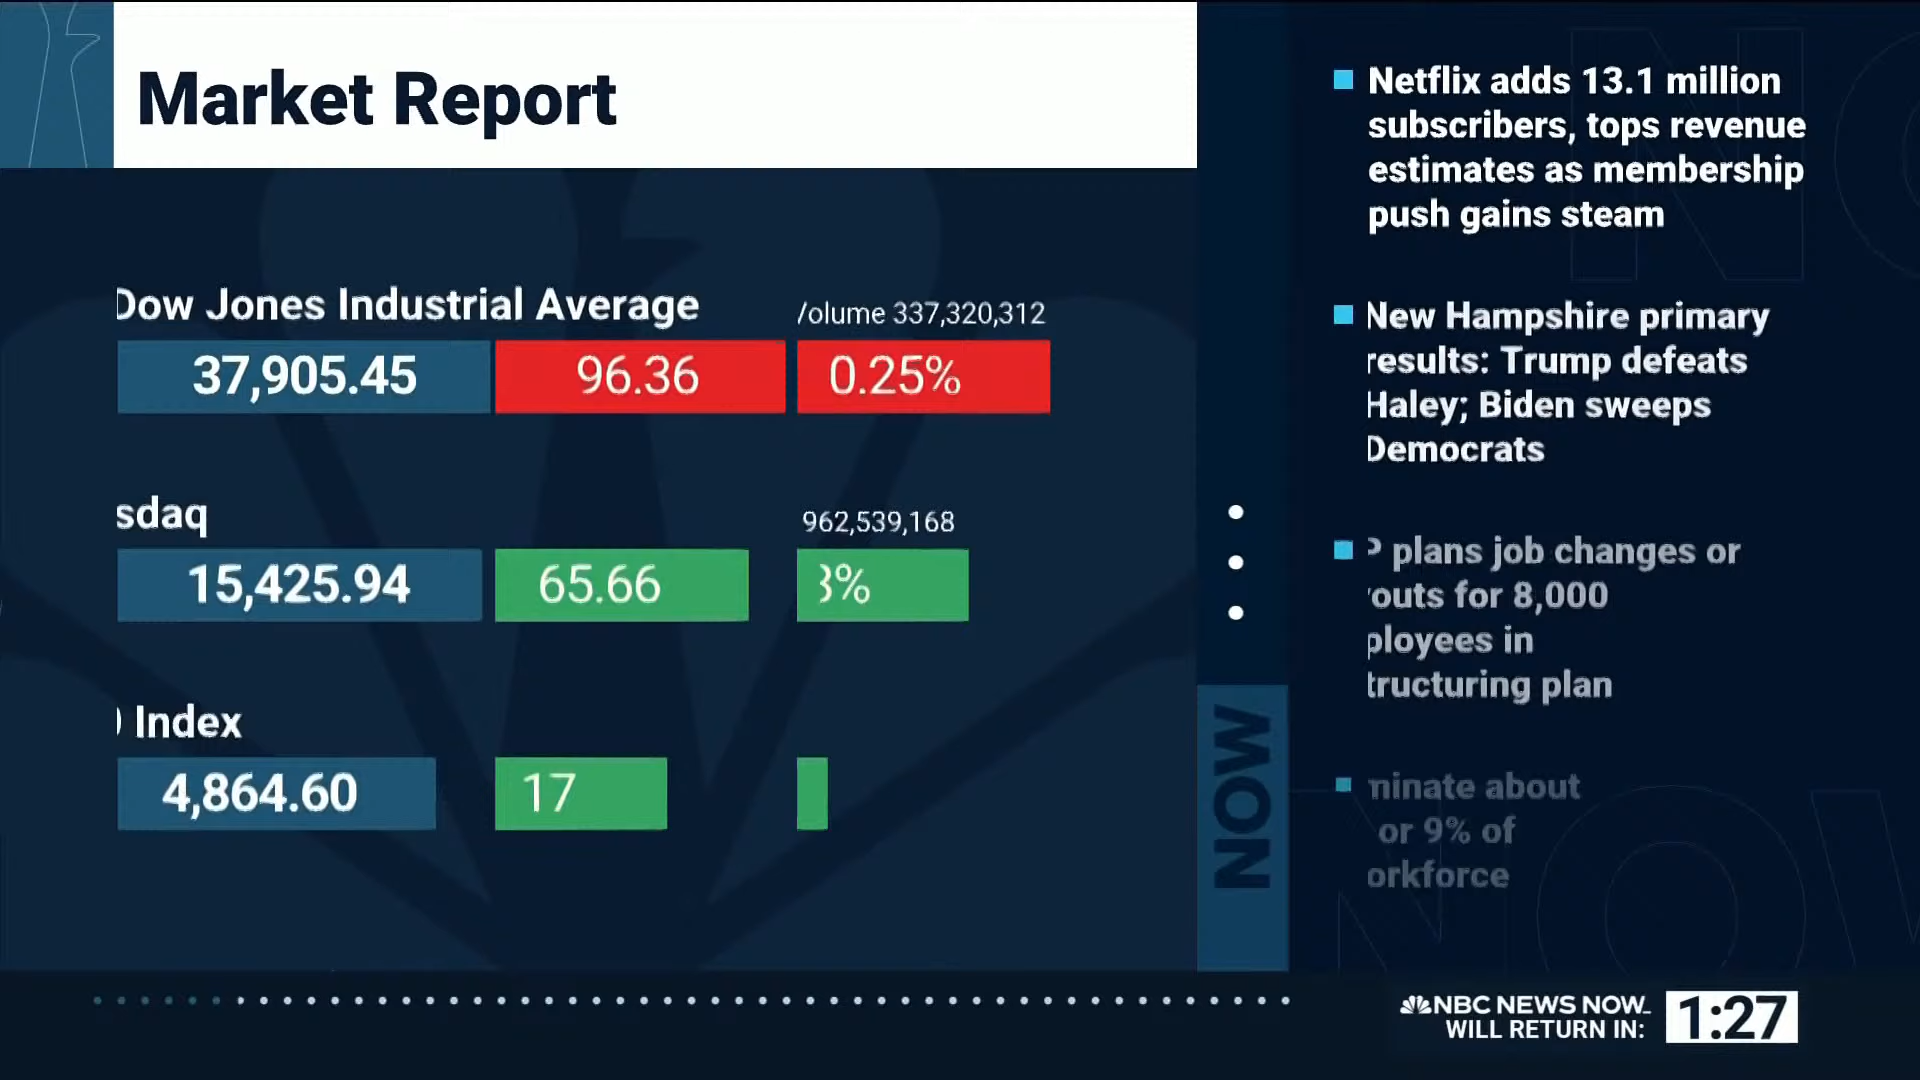 Market Report
Dow Jones Industrial Average
olume 337,320,312
37,905.45
96.36
0.25%
sdaq
962,539,168
15,425.94
65.66
3%
Index
4,864.60
17
NOW
Netflix adds 13.1 million
subscribers, tops revenue
estimates as membership
push gains steam
New Hampshire primary
results: Trump defeats
Haley; Biden sweeps
Democrats
P plans job changes or
outs for 8,000
ployees in
tructuring plan
minate about
or 9% of
orkforce
NBC NEWS NOW
WILL RETURN IN:
1:27